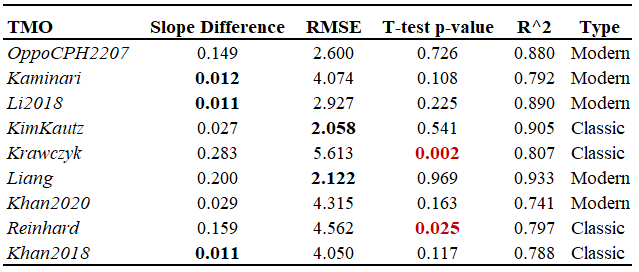 TMO Slope Difference RMSE T-test p-value R^2 Type
OppoCPH2207 0.149 2.600 0.726 0.880 Modern
Kaminari 0.012 4.074 0.108 0.792 Modern
Li2018 0.011 2.927 0.225 0.890 Modern
KimKautz 0.027 2.058 0.541 0.905 Classic
Krawczyk 0.283 5.613 0.002 0.807 Classic
Liang 0.200 2.122 0.969 0.933 Modern
Khan2020 0.029 4.315 0.163 0.741 Modern
Reinhard 0.159 4.562 0.025 0.797 Classic
Khan2018 0.011 4.050 0.117 0.788 Classic